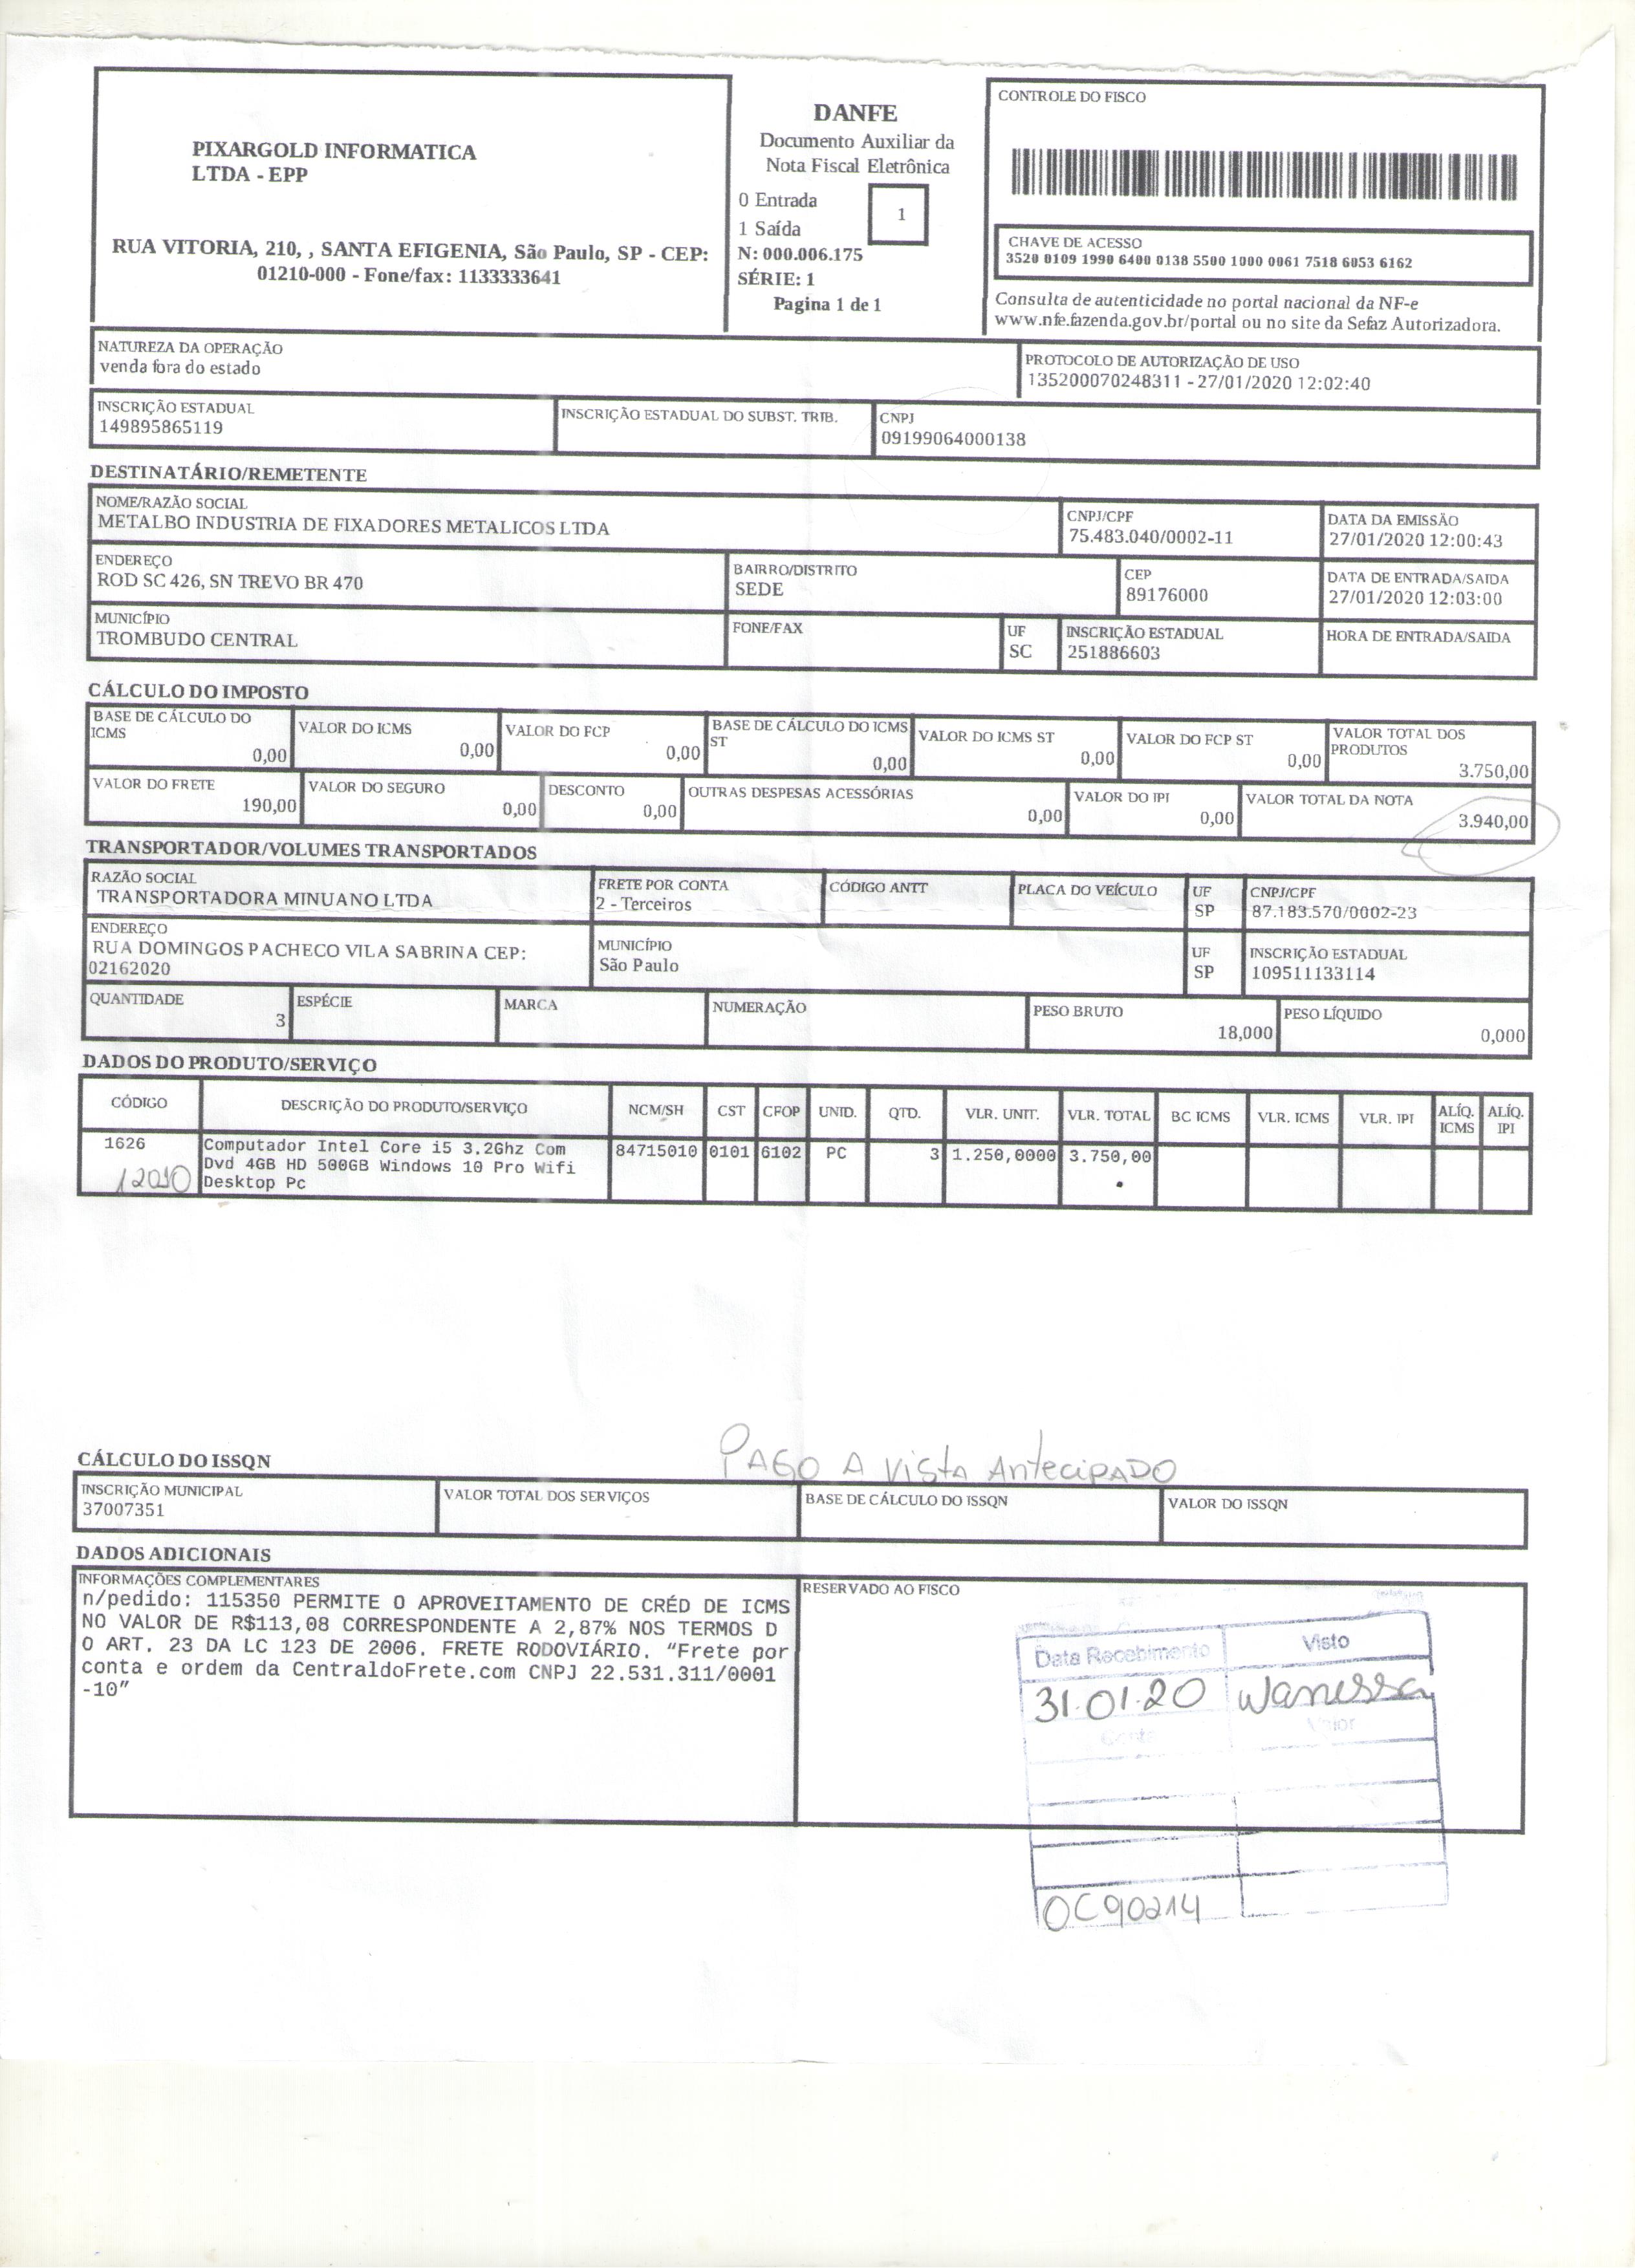 PIXARGOLD INFORMATICA
LTDA - EPP
RUA VITORIA, 210, , SANTA EFIGENIA, São Paulo, SP - CEP:
01210-000 - Fone/fax: 1133333641
DANFE
Documento Auxiliar da
Nota Fiscal Eletrônica
0 Entrada
1 Saída
1
N: 000.006.175
SÉRIE: 1
Pagina 1 de 1
CONTROLE DO FISCO
CHAVE DE ACESSO
3520 0109 1990 6400 0138 5500 1000 0061 7518 6053 6162
Consulta de autenticidade no portal nacional da NF-e
www.nfe.fazenda.gov.br/portal ou no site da Sefaz Autorizadora.
NATUREZA DA OPERAÇÃO
venda fora do estado
PROTOCOLO DE AUTORIZAÇÃO DE USO
135200070248311 - 27/01/2020 12:02:40
INSCRIÇÃO ESTADUAL
149895865119
INSCRIÇÃO ESTADUAL DO SUBST. TRIB.
CNPJ
09199064000138
DESTINATÁRIO/REMETENTE
NOME/RAZÃO SOCIAL
METALBO INDUSTRIA DE FIXADORES METALICOS LTDA
CNPJ/CPF
75.483.040/0002-11
DATA DA EMISSÃO
27/01/2020 12:00:43
ENDEREÇO
ROD SC 426, SN TREVO BR 470
BAIRRO/DISTRITO
SEDE
CEP
89176000
DATA DE ENTRADA/SAIDA
27/01/2020 12:03:00
MUNICÍPIO
TROMBUDO CENTRAL
FONE/FAX
UF
SC
INSCRIÇÃO ESTADUAL
251886603
HORA DE ENTRADA/SAIDA
CÁLCULO DO IMPOSTO
BASE DE CÁLCULO DO
ICMS
0,00
VALOR DO ICMS
0,00
VALOR DO FCP
0,00
BASE DE CÁLCULO DO ICMS
ST
0,00
VALOR DO ICMS ST
0,00
VALOR DO FCP ST
0,00
VALOR TOTAL DOS
PRODUTOS
3.750,00
VALOR DO FRETE
190,00
VALOR DO SEGURO
0,00
DESCONTO
0,00
OUTRAS DESPESAS ACESSÓRIAS
0,00
VALOR DO IPI
0,00
VALOR TOTAL DA NOTA
3.940,00
TRANSPORTADOR/VOLUMES TRANSPORTADOS
RAZÃO SOCIAL
TRANSPORTADORA MINUANO LTDA
FRETE POR CONTA
2 - Terceiros
CÓDIGO ANTT
PLACA DO VEÍCULO
UF
SP
CNPJ/CPF
87.183.570/0002-23
ENDEREÇO
RUA DOMINGOS PACHECO VILA SABRINA CEP:
02162020
MUNICÍPIO
São Paulo
UF
SP
INSCRIÇÃO ESTADUAL
109511133114
QUANTIDADE
3
ESPÉCIE
MARCA
NUMERAÇÃO
PESO BRUTO
18,000
PESO LÍQUIDO
0,000
DADOS DO PRODUTO/SERVIÇO
CÓDIGO DESCRIÇÃO DO PRODUTO/SERVIÇO NCM/SH CST CFOP UNID. QTD. VLR. UNIT. VLR. TOTAL BC ICMS VLR. ICMS VLR. IPI ALÍQ. ICMS ALÍQ. IPI
1626 Computador Intel Core i5 3.2Ghz Com 84715010 0101 6102 PC 3 1.250,0000 3.750,00
Dvd 4GB HD 500GB Windows 10 Pro Wifi
Desktop Pc
PAGO A VISTA ANTECIPADO
CÁLCULO DO ISSQN
INSCRIÇÃO MUNICIPAL
37007351
VALOR TOTAL DOS SERVIÇOS
BASE DE CÁLCULO DO ISSQN
VALOR DO ISSQN
DADOS ADICIONAIS
INFORMAÇÕES COMPLEMENTARES
n/pedido: 115350 PERMITE O APROVEITAMENTO DE CRÉD DE ICMS
NO VALOR DE R$113,08 CORRESPONDENTE A 2,87% NOS TERMOS D
O ART. 23 DA LC 123 DE 2006. FRETE RODOVIÁRIO. "Frete por
conta e ordem da CentraldoFrete.com CNPJ 22.531.311/0001
-10"
RESERVADO AO FISCO
Data Recebimento Visto
31.01.20 Wanessa
Conta Valor
OC90214